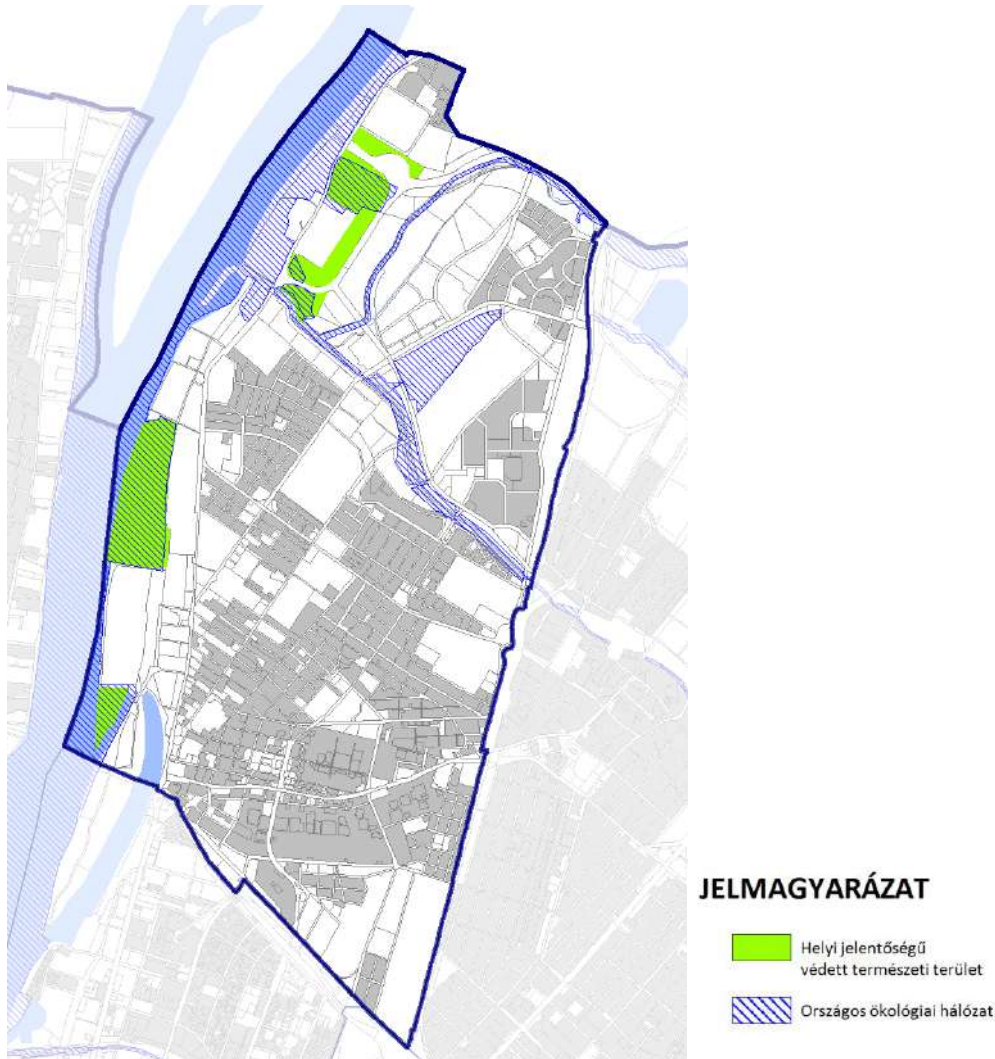 JELMAGYARÁZAT
Helyi jelentőségű
védett természeti terület
Országos ökológiai hálózat